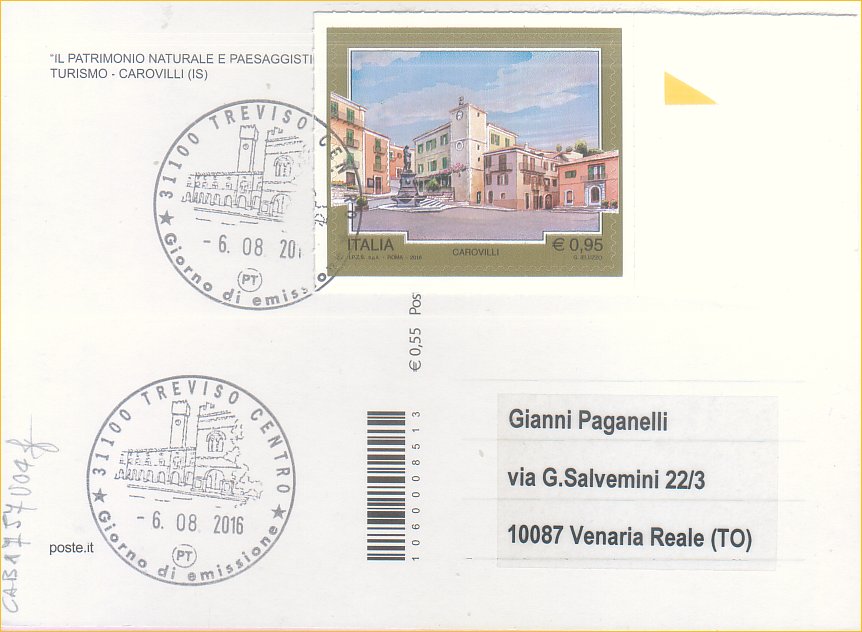 "IL PATRIMONIO NATURALE E PAESAGGISTI
TURISMO - CAROVILLI (IS)
31100 TREVISO CEN
- 6. 08. 201
PT
Giorno di emiss
ITALIA
CAROVILLI
€ 0,95
I.P.Z.S. S.p.A. - ROMA - 2016
€ 0,55 Pos
31100 TREVISO CENTRO
- 6. 08. 2016
PT
Giorno di emissione
poste.it
1060008513
Gianni Paganelli
via G.Salvemini 22/3
10087 Venaria Reale (TO)